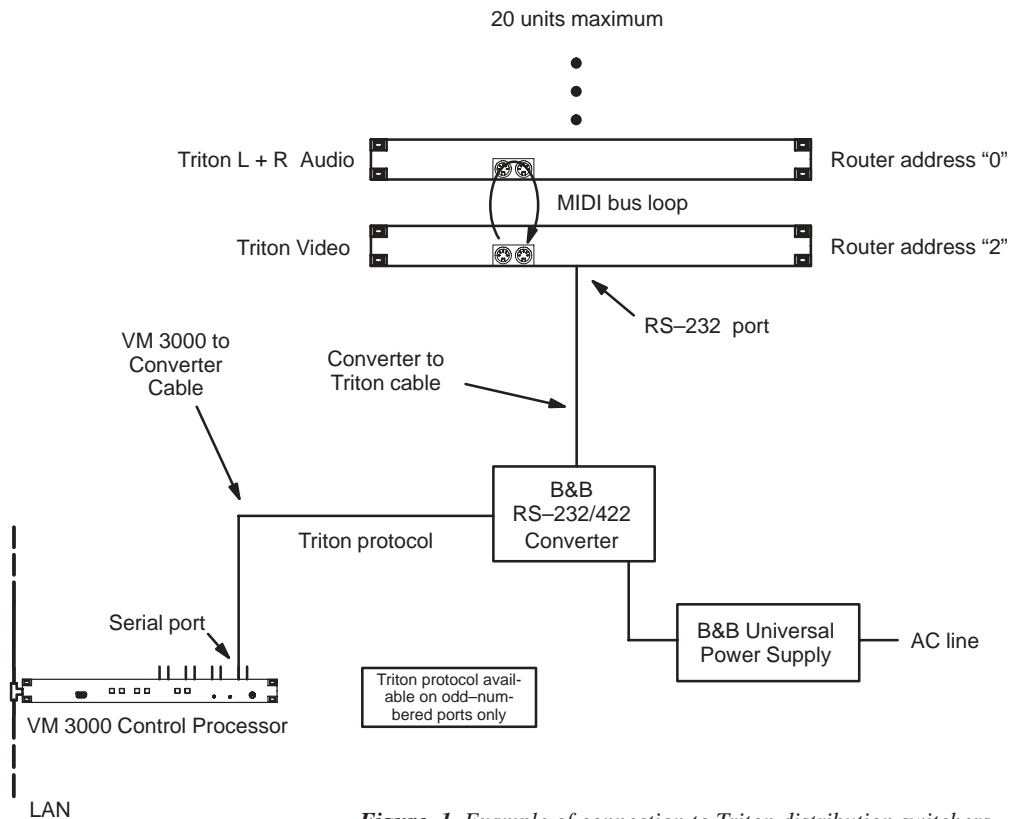 20 units maximum
Triton L + R Audio
Router address “0”
MIDI bus loop
Triton Video
Router address “2”
RS–232 port
VM 3000 to
Converter
Cable
Converter to
Triton cable
B&B
RS–232/422
Converter
Triton protocol
Serial port
B&B Universal
Power Supply
AC line
Triton protocol avail-
able on odd–num-
bered ports only
VM 3000 Control Processor
LAN
Figure 1. Example of connection to Triton distribution switchers